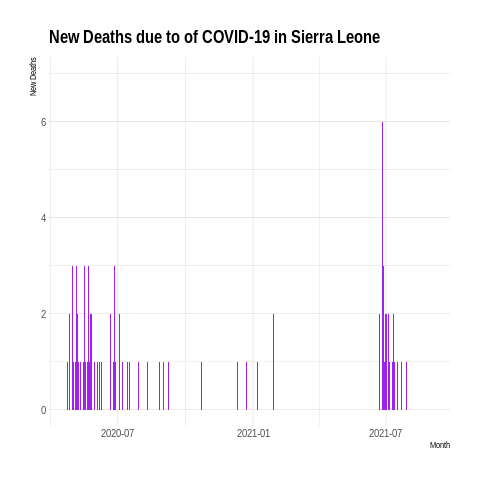 New Deaths due to of COVID-19 in Sierra Leone
New Deaths
6
4
2
0
2020-07
2021-01
2021-07
Month